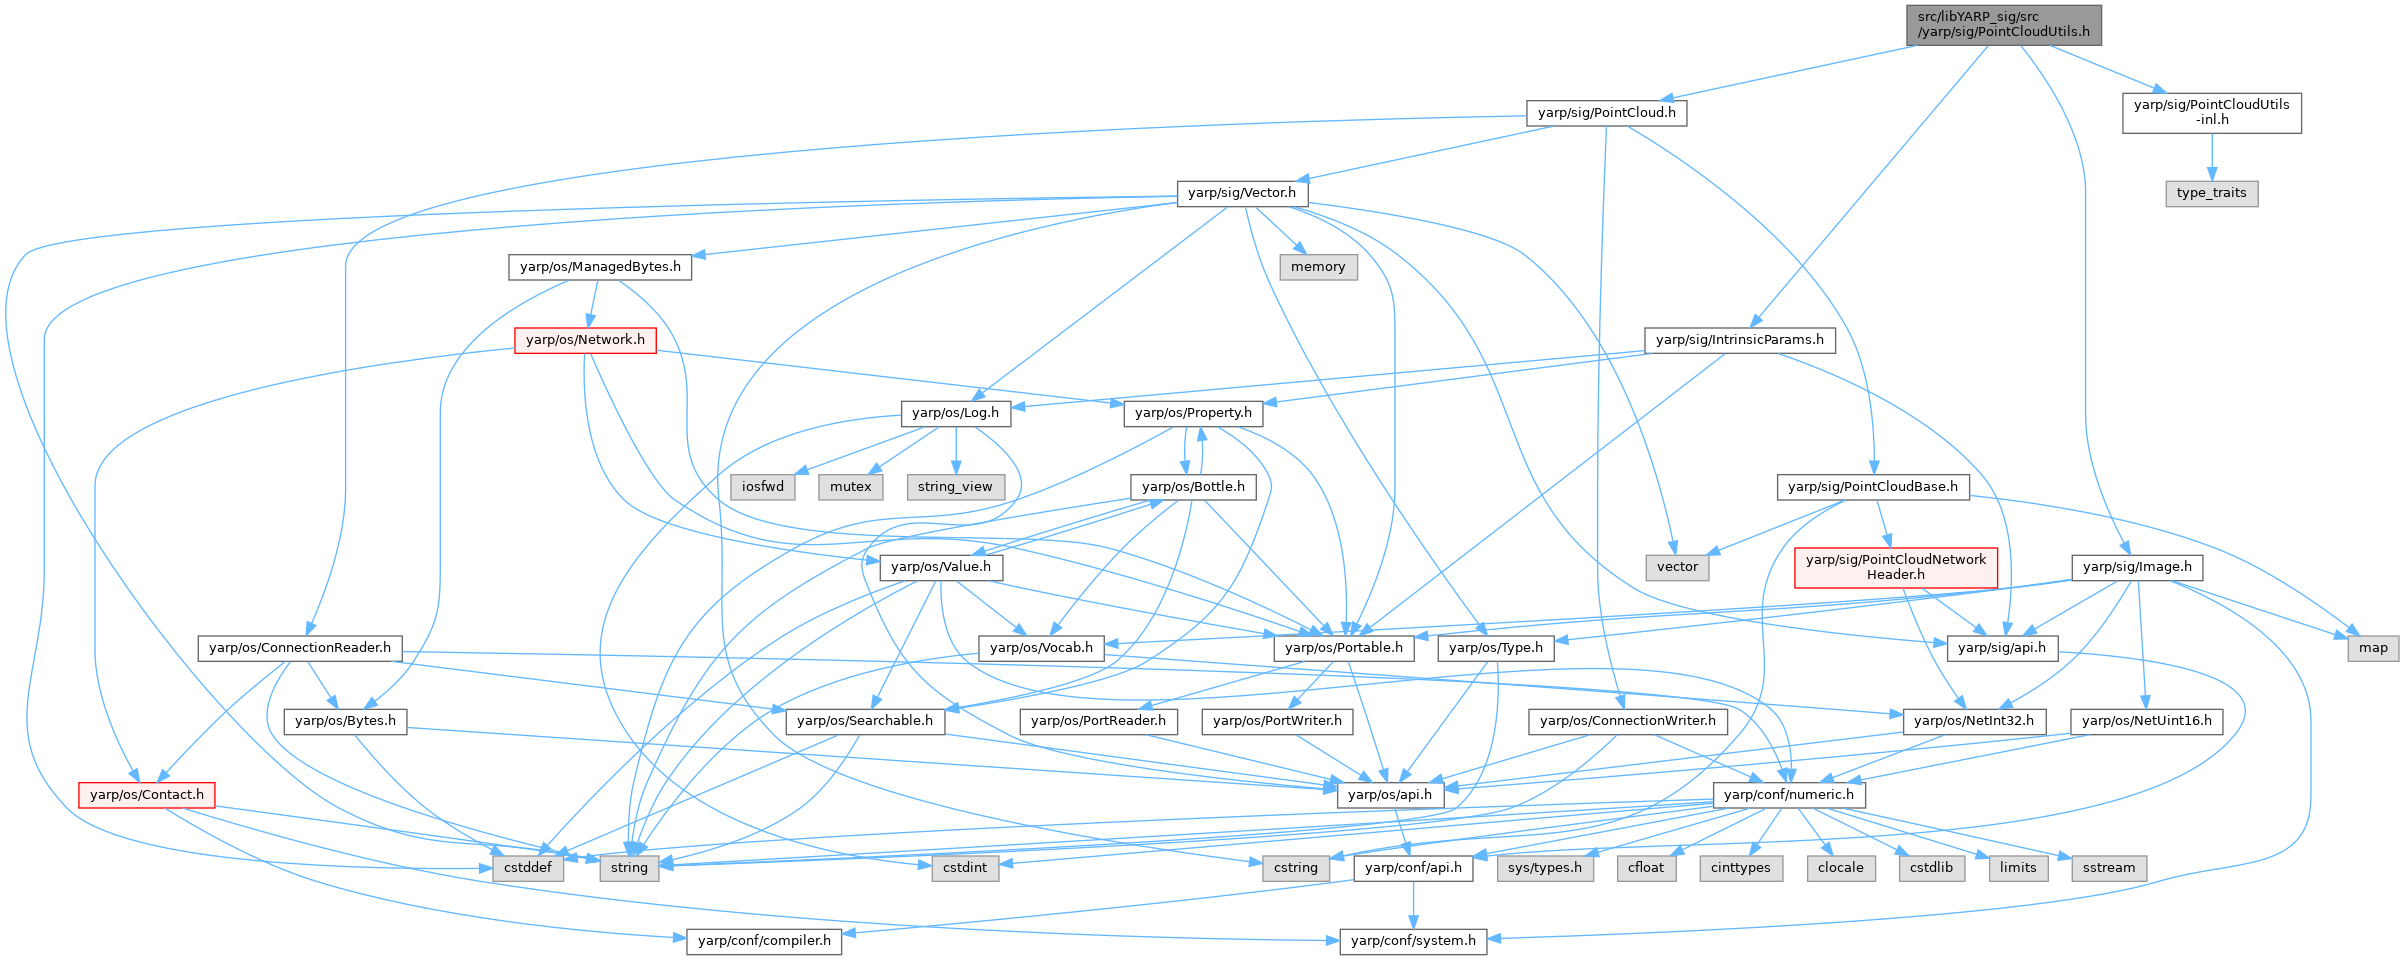 src/libYARP_sig/src
/yarp/sig/PointCloudUtils.h
yarp/sig/PointCloud.h
yarp/sig/PointCloudUtils
-inl.h
yarp/sig/Vector.h
type_traits
yarp/os/ManagedBytes.h
memory
yarp/os/Network.h
yarp/sig/IntrinsicParams.h
yarp/os/Log.h
yarp/os/Property.h
iosfwd
mutex
string_view
yarp/os/Bottle.h
yarp/sig/PointCloudBase.h
yarp/os/Value.h
vector
yarp/sig/PointCloudNetwork
Header.h
yarp/sig/Image.h
yarp/os/ConnectionReader.h
yarp/os/Vocab.h
yarp/os/Portable.h
yarp/os/Type.h
yarp/sig/api.h
map
yarp/os/Bytes.h
yarp/os/Searchable.h
yarp/os/PortReader.h
yarp/os/PortWriter.h
yarp/os/ConnectionWriter.h
yarp/os/NetInt32.h
yarp/os/NetUint16.h
yarp/os/Contact.h
yarp/os/api.h
yarp/conf/numeric.h
cstddef
string
cstdint
cstring
yarp/conf/api.h
sys/types.h
cfloat
cinttypes
clocale
cstdlib
limits
sstream
yarp/conf/compiler.h
yarp/conf/system.h